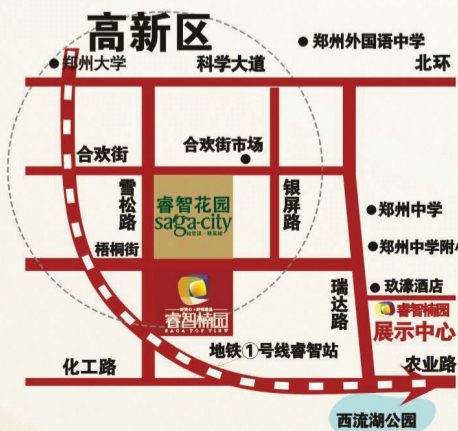 高新区
郑州外国语中学
郑州大学
科学大道
北环
合欢街市场
合欢街
雪松路
睿智花园
saga-city
银屏路
郑州中学
梧桐街
郑州中学附小
瑞达路
玖濠酒店
睿智楠园
睿智楠园
SAGA TOP VIEW
展示中心
地铁①号线睿智站
化工路
农业路
西流湖公园